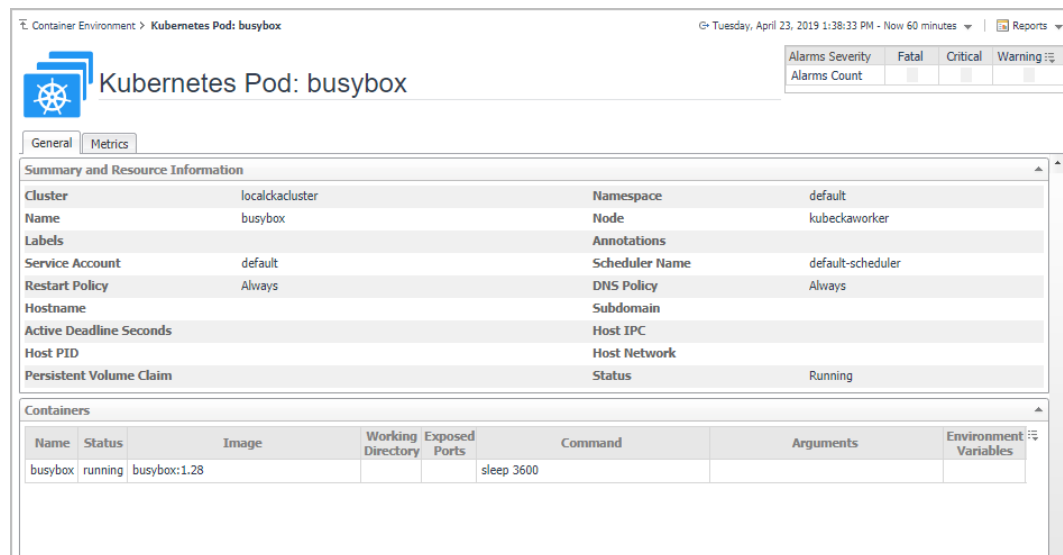 Container Environment > Kubernetes Pod: busybox
Tuesday, April 23, 2019 1:38:33 PM - Now 60 minutes
Reports
Kubernetes Pod: busybox
Alarms Severity Fatal Critical Warning
Alarms Count
General Metrics
Summary and Resource Information
Cluster localckacluster Namespace default
Name busybox Node kubeckaworker
Labels Annotations
Service Account default Scheduler Name default-scheduler
Restart Policy Always DNS Policy Always
Hostname Subdomain
Active Deadline Seconds Host IPC
Host PID Host Network
Persistent Volume Claim Status Running
Containers
Name Status Image Working Directory Exposed Ports Command Arguments Environment Variables
busybox running busybox:1.28 sleep 3600